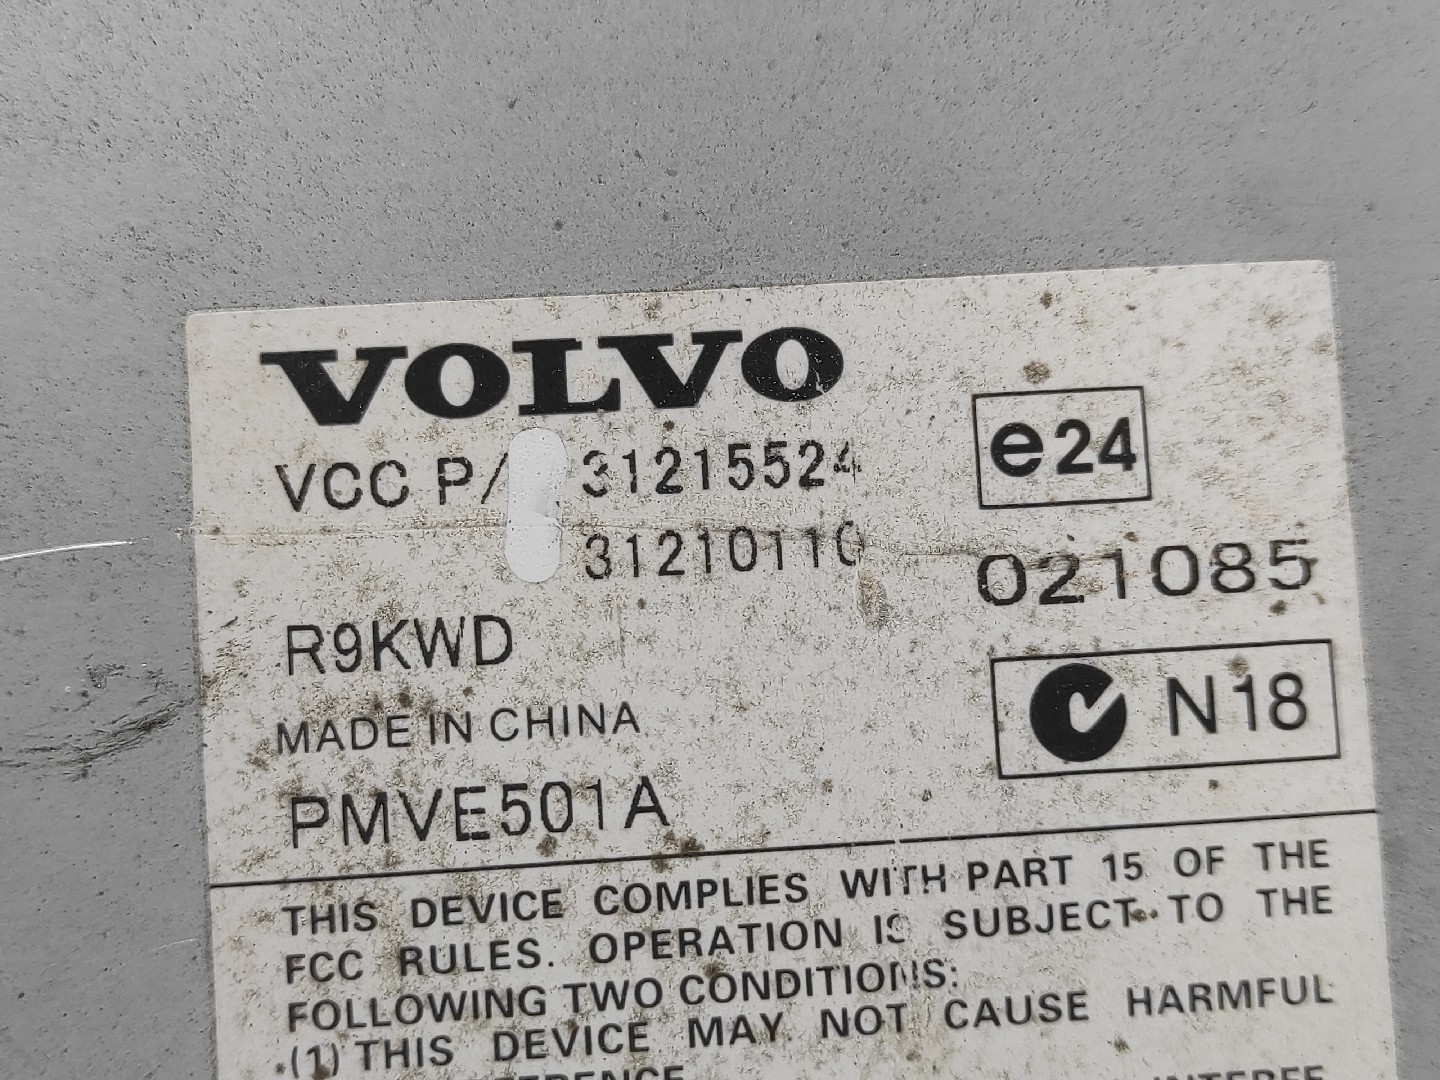 VOLVO
VCC P/ 31215524
31210110
e24
021085
R9KWD
N18
MADE IN CHINA
PMVE501A
THIS DEVICE COMPLIES WITH PART 15 OF THE
FCC RULES. OPERATION IS SUBJECT TO THE
FOLLOWING TWO CONDITIONS:
(1) THIS DEVICE MAY NOT CAUSE HARMFUL